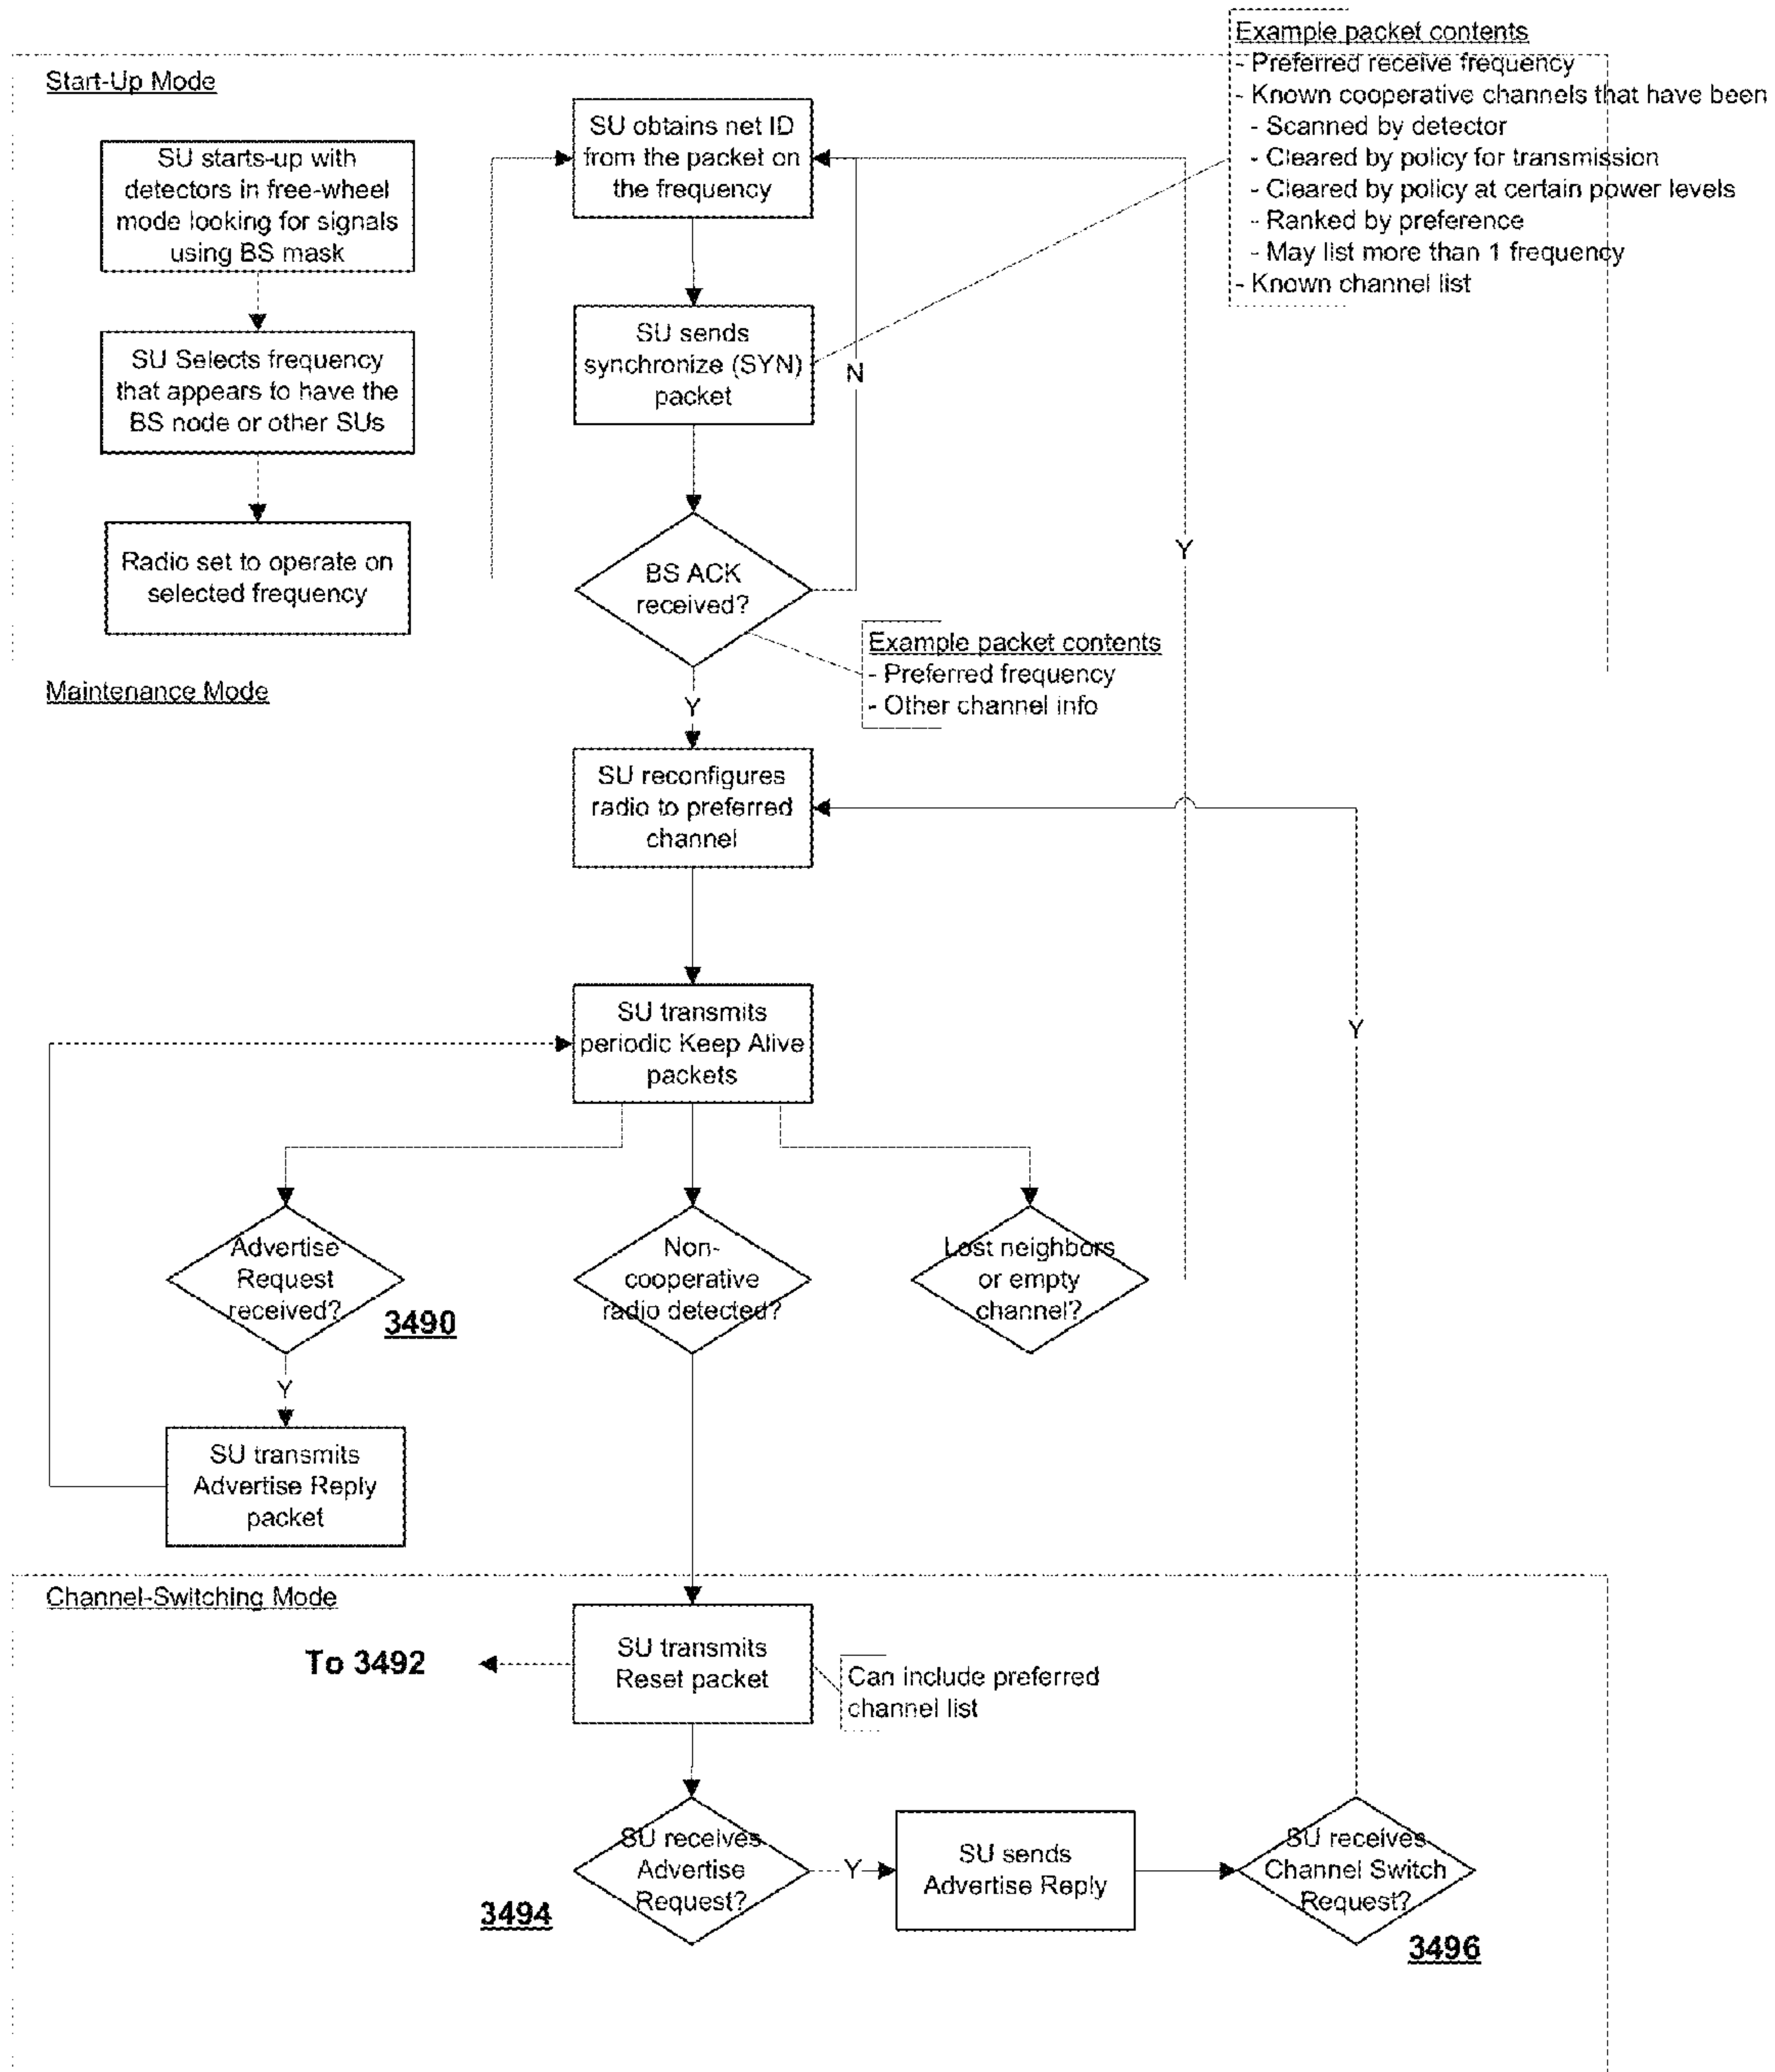 Start-Up Mode
SU starts-up with
detectors in free-wheel
mode looking for signals
using BS mask
SU Selects frequency
that appears to have the
BS node or other SUs
Radio set to operate on
selected frequency
SU obtains net ID
from the packet on
the frequency
SU sends
synchronize (SYN)
packet
N
BS ACK
received?
Y
Example packet contents
- Preferred receive frequency
- Known cooperative channels that have been
- Scanned by detector
- Cleared by policy for transmission
- Cleared by policy at certain power levels
- Ranked by preference
- May list more than 1 frequency
- Known channel list
Y
Example packet contents
- Preferred frequency
- Other channel info
Maintenance Mode
SU reconfigures
radio to preferred
channel
SU transmits
periodic Keep Alive
packets
Y
Advertise
Request
received?
3490
Non-
cooperative
radio detected?
Lost neighbors
or empty
channel?
Y
SU transmits
Advertise Reply
packet
Channel-Switching Mode
To 3492
SU transmits
Reset packet
Can include preferred
channel list
SU receives
Advertise
Request?
3494
Y
SU sends
Advertise Reply
SU receives
Channel Switch
Request?
3496